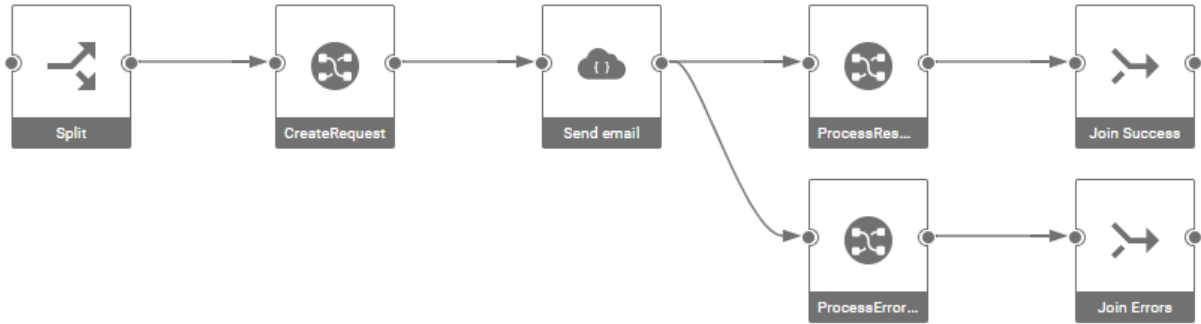 Split
CreateRequest
Send email
ProcessRes...
Join Success
ProcessError...
Join Errors